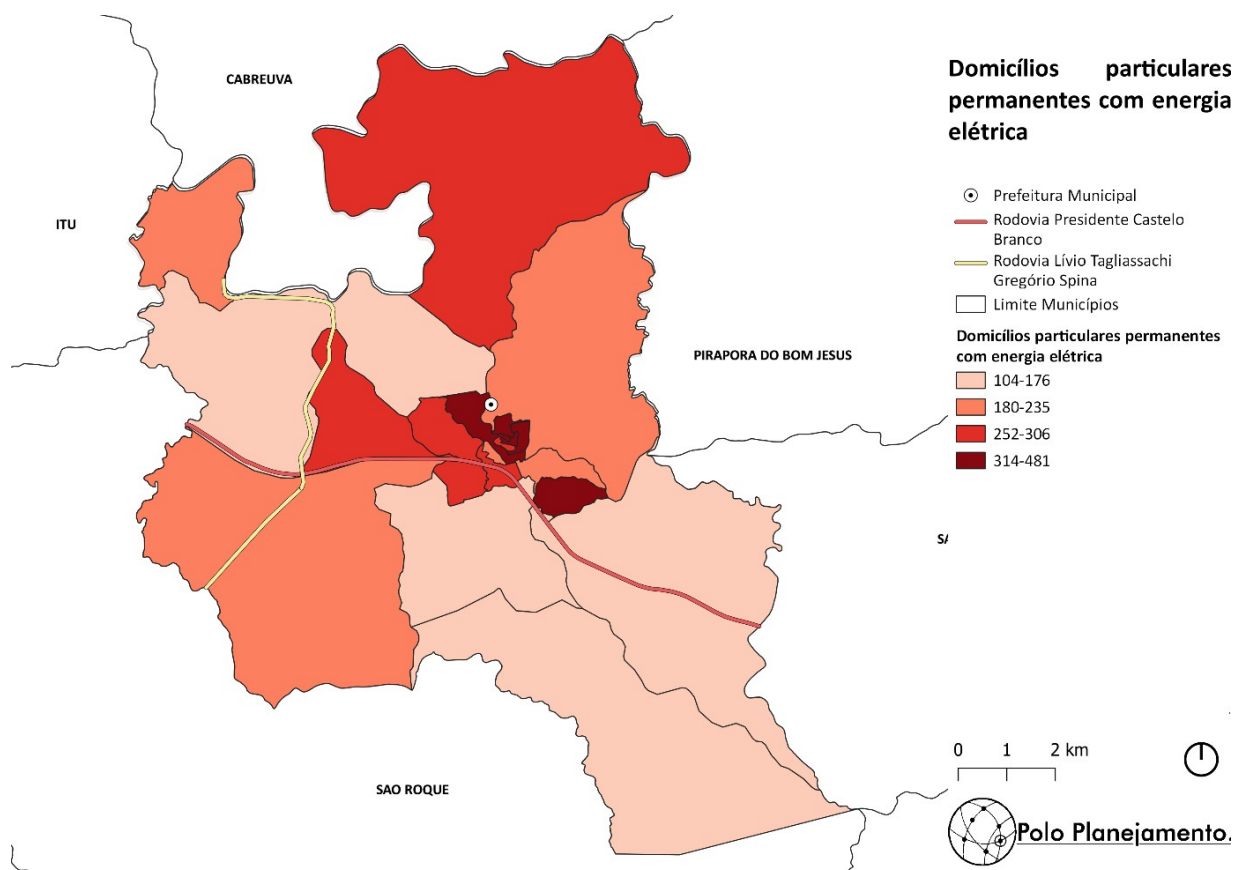 CABREUVA
ITU
PIRAPORA DO BOM JESUS
SAO ROQUE
Domicílios particulares
permanentes com energia
elétrica
Prefeitura Municipal
Rodovia Presidente Castelo
Branco
Rodovia Lívio Tagliassachi
Gregório Spina
Limite Municípios
Domicílios particulares permanentes
com energia elétrica
104-176
180-235
252-306
314-481
0 1 2 km
Polo Planejamento.